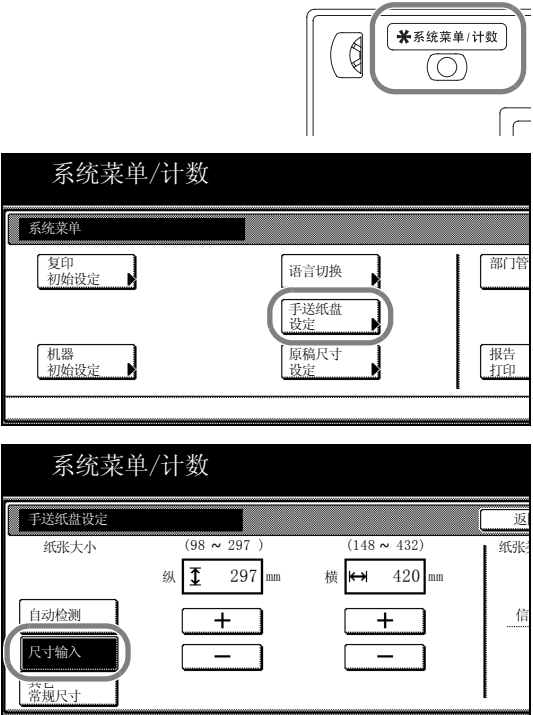 ✱系统菜单/计数
系统菜单/计数
系统菜单
复印
初始设定
语言切换
部门管
手送纸盘
设定
机器
初始设定
原稿尺寸
设定
报告
打印
系统菜单/计数
手送纸盘设定
返
纸张大小
(98 ~ 297 )
(148 ~ 432)
纸张
纵 297 mm
横 420 mm
自动检测
+
+
信
尺寸输入
−
−
其它
常规尺寸